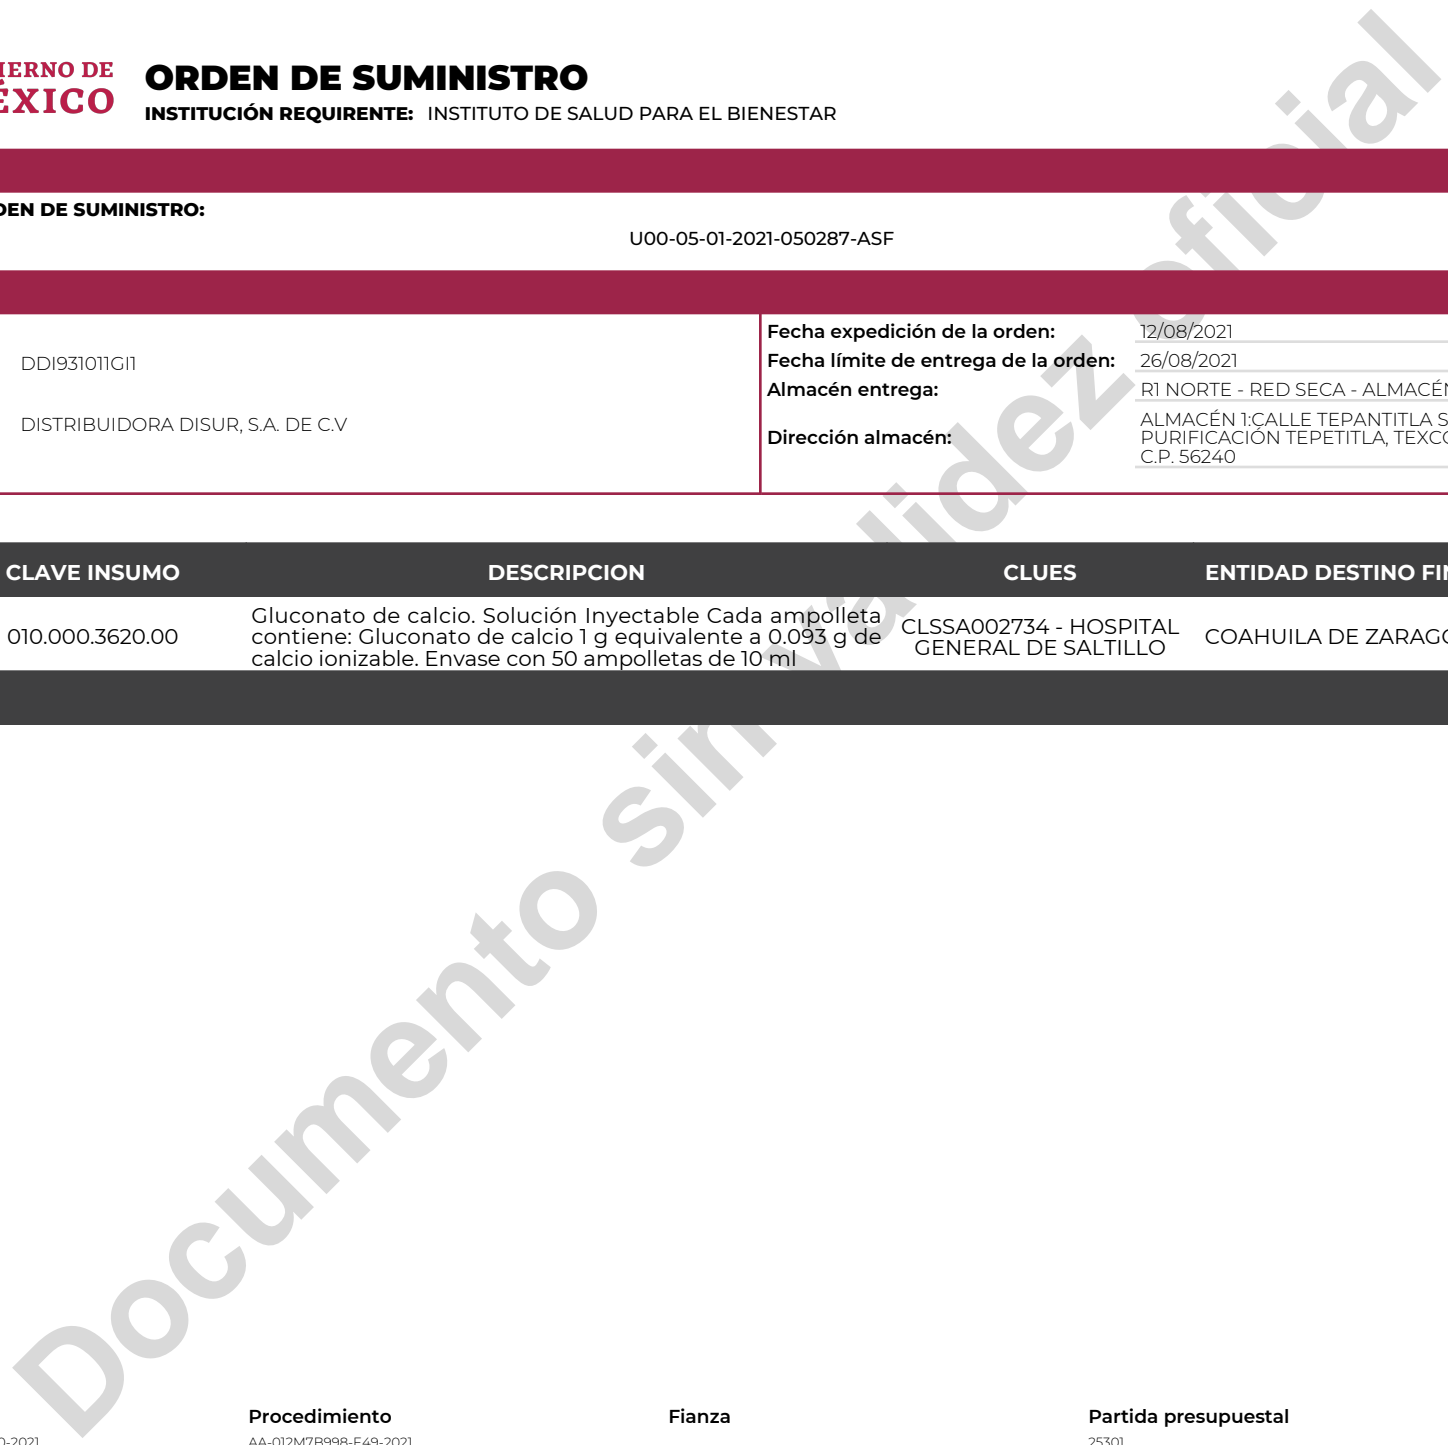 IERNO DE
ÉXICO
ORDEN DE SUMINISTRO
INSTITUCIÓN REQUIRENTE: INSTITUTO DE SALUD PARA EL BIENESTAR
DEN DE SUMINISTRO:
U00-05-01-2021-050287-ASF
DDI931011GI1
DISTRIBUIDORA DISUR, S.A. DE C.V
Fecha expedición de la orden: 12/08/2021
Fecha límite de entrega de la orden: 26/08/2021
Almacén entrega: R1 NORTE - RED SECA - ALMACÉN
Dirección almacén: ALMACÉN 1:CALLE TEPANTITLA S
PURIFICACIÓN TEPETITLA, TEXCO
C.P. 56240
CLAVE INSUMO DESCRIPCION CLUES ENTIDAD DESTINO FIN
010.000.3620.00
Gluconato de calcio. Solución Inyectable Cada ampolleta
contiene: Gluconato de calcio 1 g equivalente a 0.093 g de
calcio ionizable. Envase con 50 ampolletas de 10 ml
CLSSA002734 - HOSPITAL
GENERAL DE SALTILLO
COAHUILA DE ZARAGO
Documento sin validez oficial
Procedimiento Fianza Partida presupuestal
0-2021 AA-012M7B998-E49-2021 25301